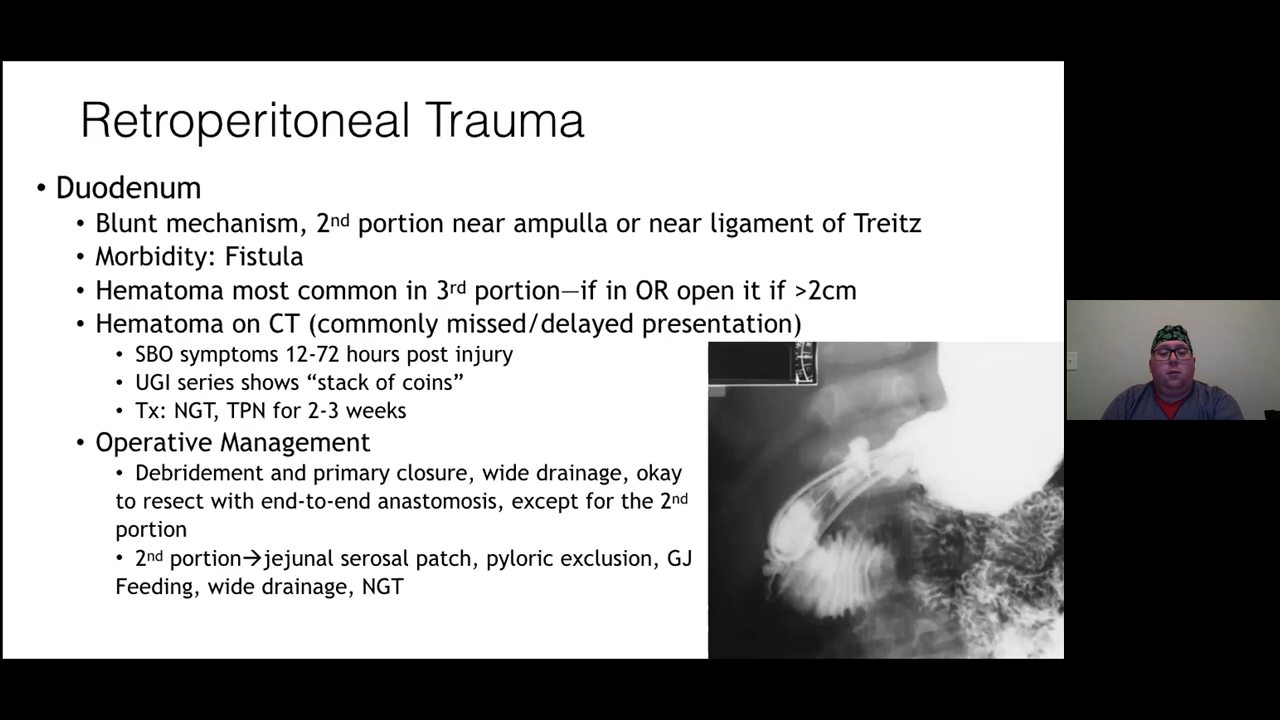 Retroperitoneal Trauma
• Duodenum
• Blunt mechanism, 2nd portion near ampulla or near ligament of Treitz
• Morbidity: Fistula
• Hematoma most common in 3rd portion—if in OR open it if >2cm
• Hematoma on CT (commonly missed/delayed presentation)
• SBO symptoms 12-72 hours post injury
• UGI series shows “stack of coins”
• Tx: NGT, TPN for 2-3 weeks
• Operative Management
• Debridement and primary closure, wide drainage, okay
to resect with end-to-end anastomosis, except for the 2nd
portion
• 2nd portion→jejunal serosal patch, pyloric exclusion, GJ
Feeding, wide drainage, NGT